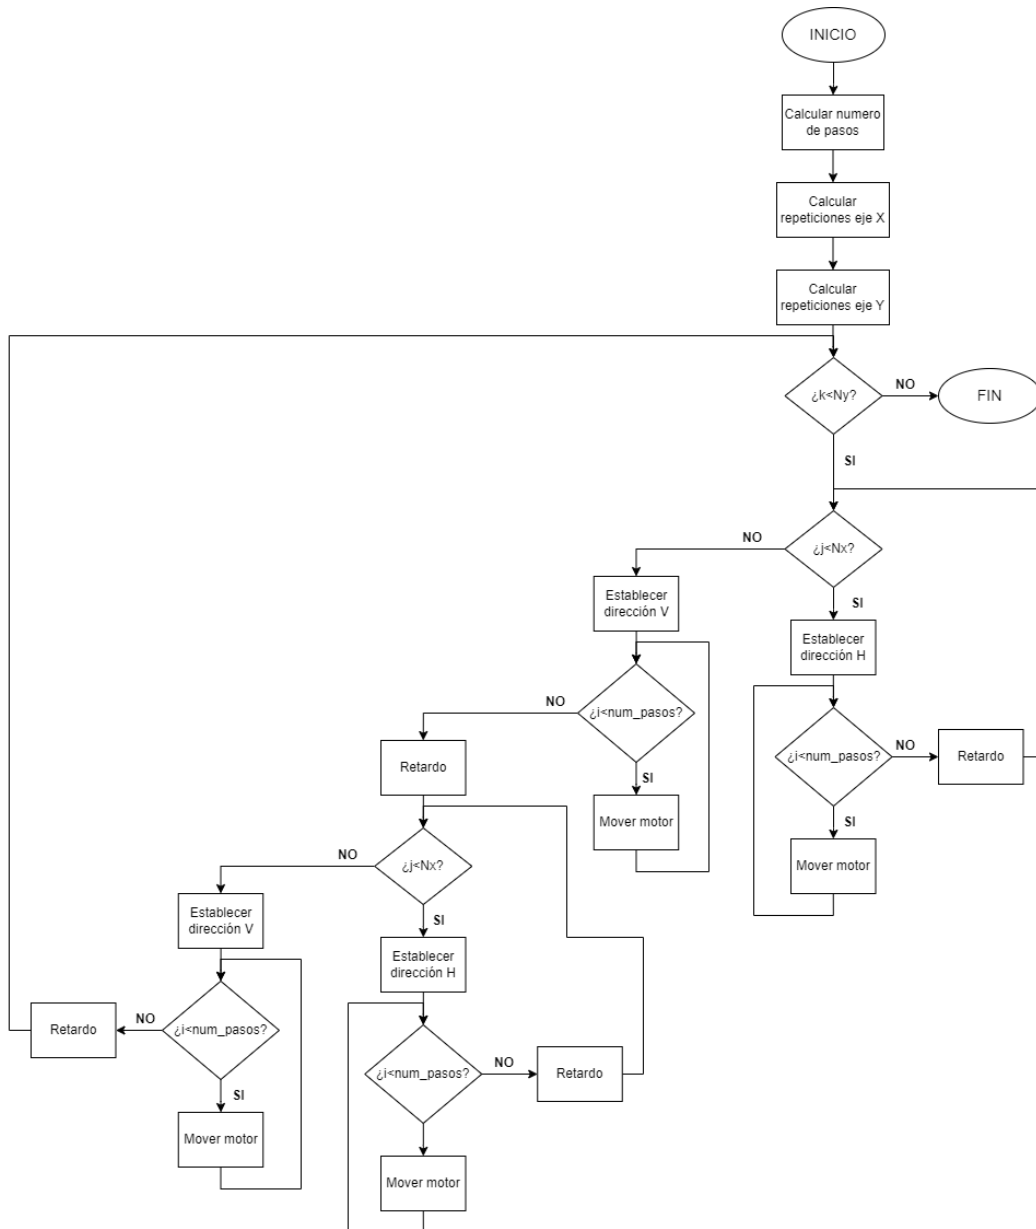 INICIO
Calcular numero
de pasos
Calcular
repeticiones eje X
Calcular
repeticiones eje Y
¿k<Ny?
NO
FIN
SI
¿j<Nx?
NO
SI
Establecer
dirección V
Establecer
dirección H
¿i<num_pasos?
NO
SI
¿i<num_pasos?
NO
Retardo
SI
Retardo
Mover motor
Mover motor
¿j<Nx?
NO
SI
Establecer
dirección V
Establecer
dirección H
¿i<num_pasos?
NO
Retardo
SI
¿i<num_pasos?
NO
Retardo
Mover motor
Mover motor